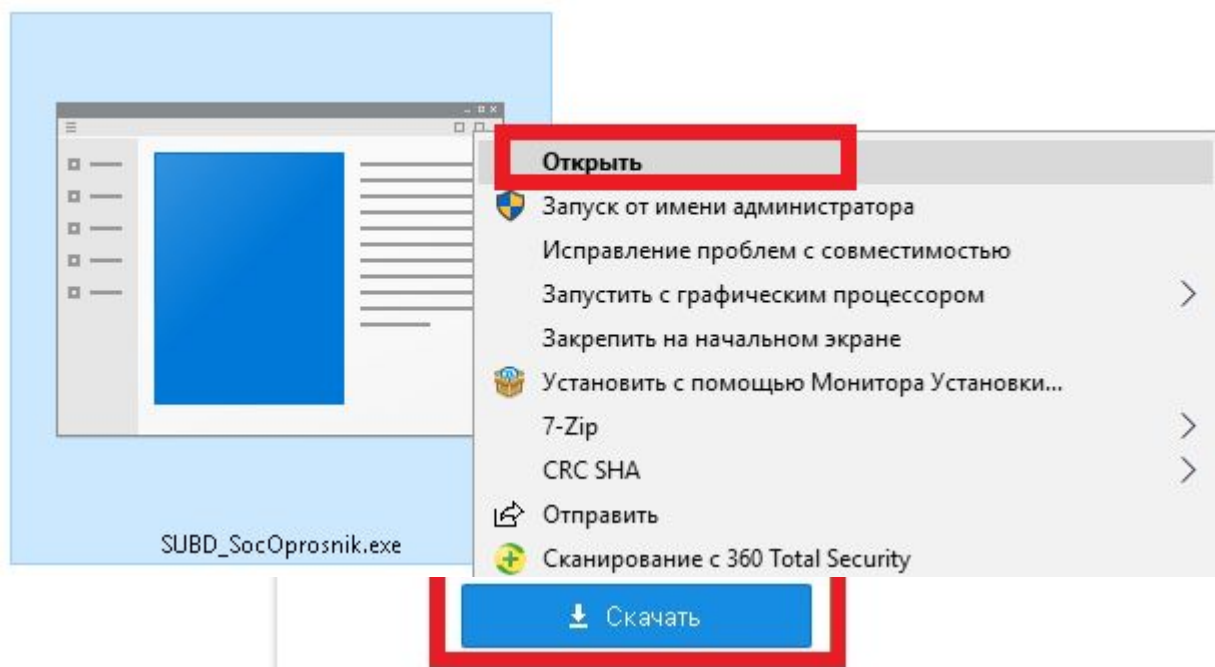 Открыть
Запуск от имени администратора
Исправление проблем с совместимостью
Запустить с графическим процессором
Закрепить на начальном экране
Установить с помощью Монитора Установки...
7-Zip
CRC SHA
Отправить
SUBD_SocOprosnik.exe
Сканирование с 360 Total Security
Скачать